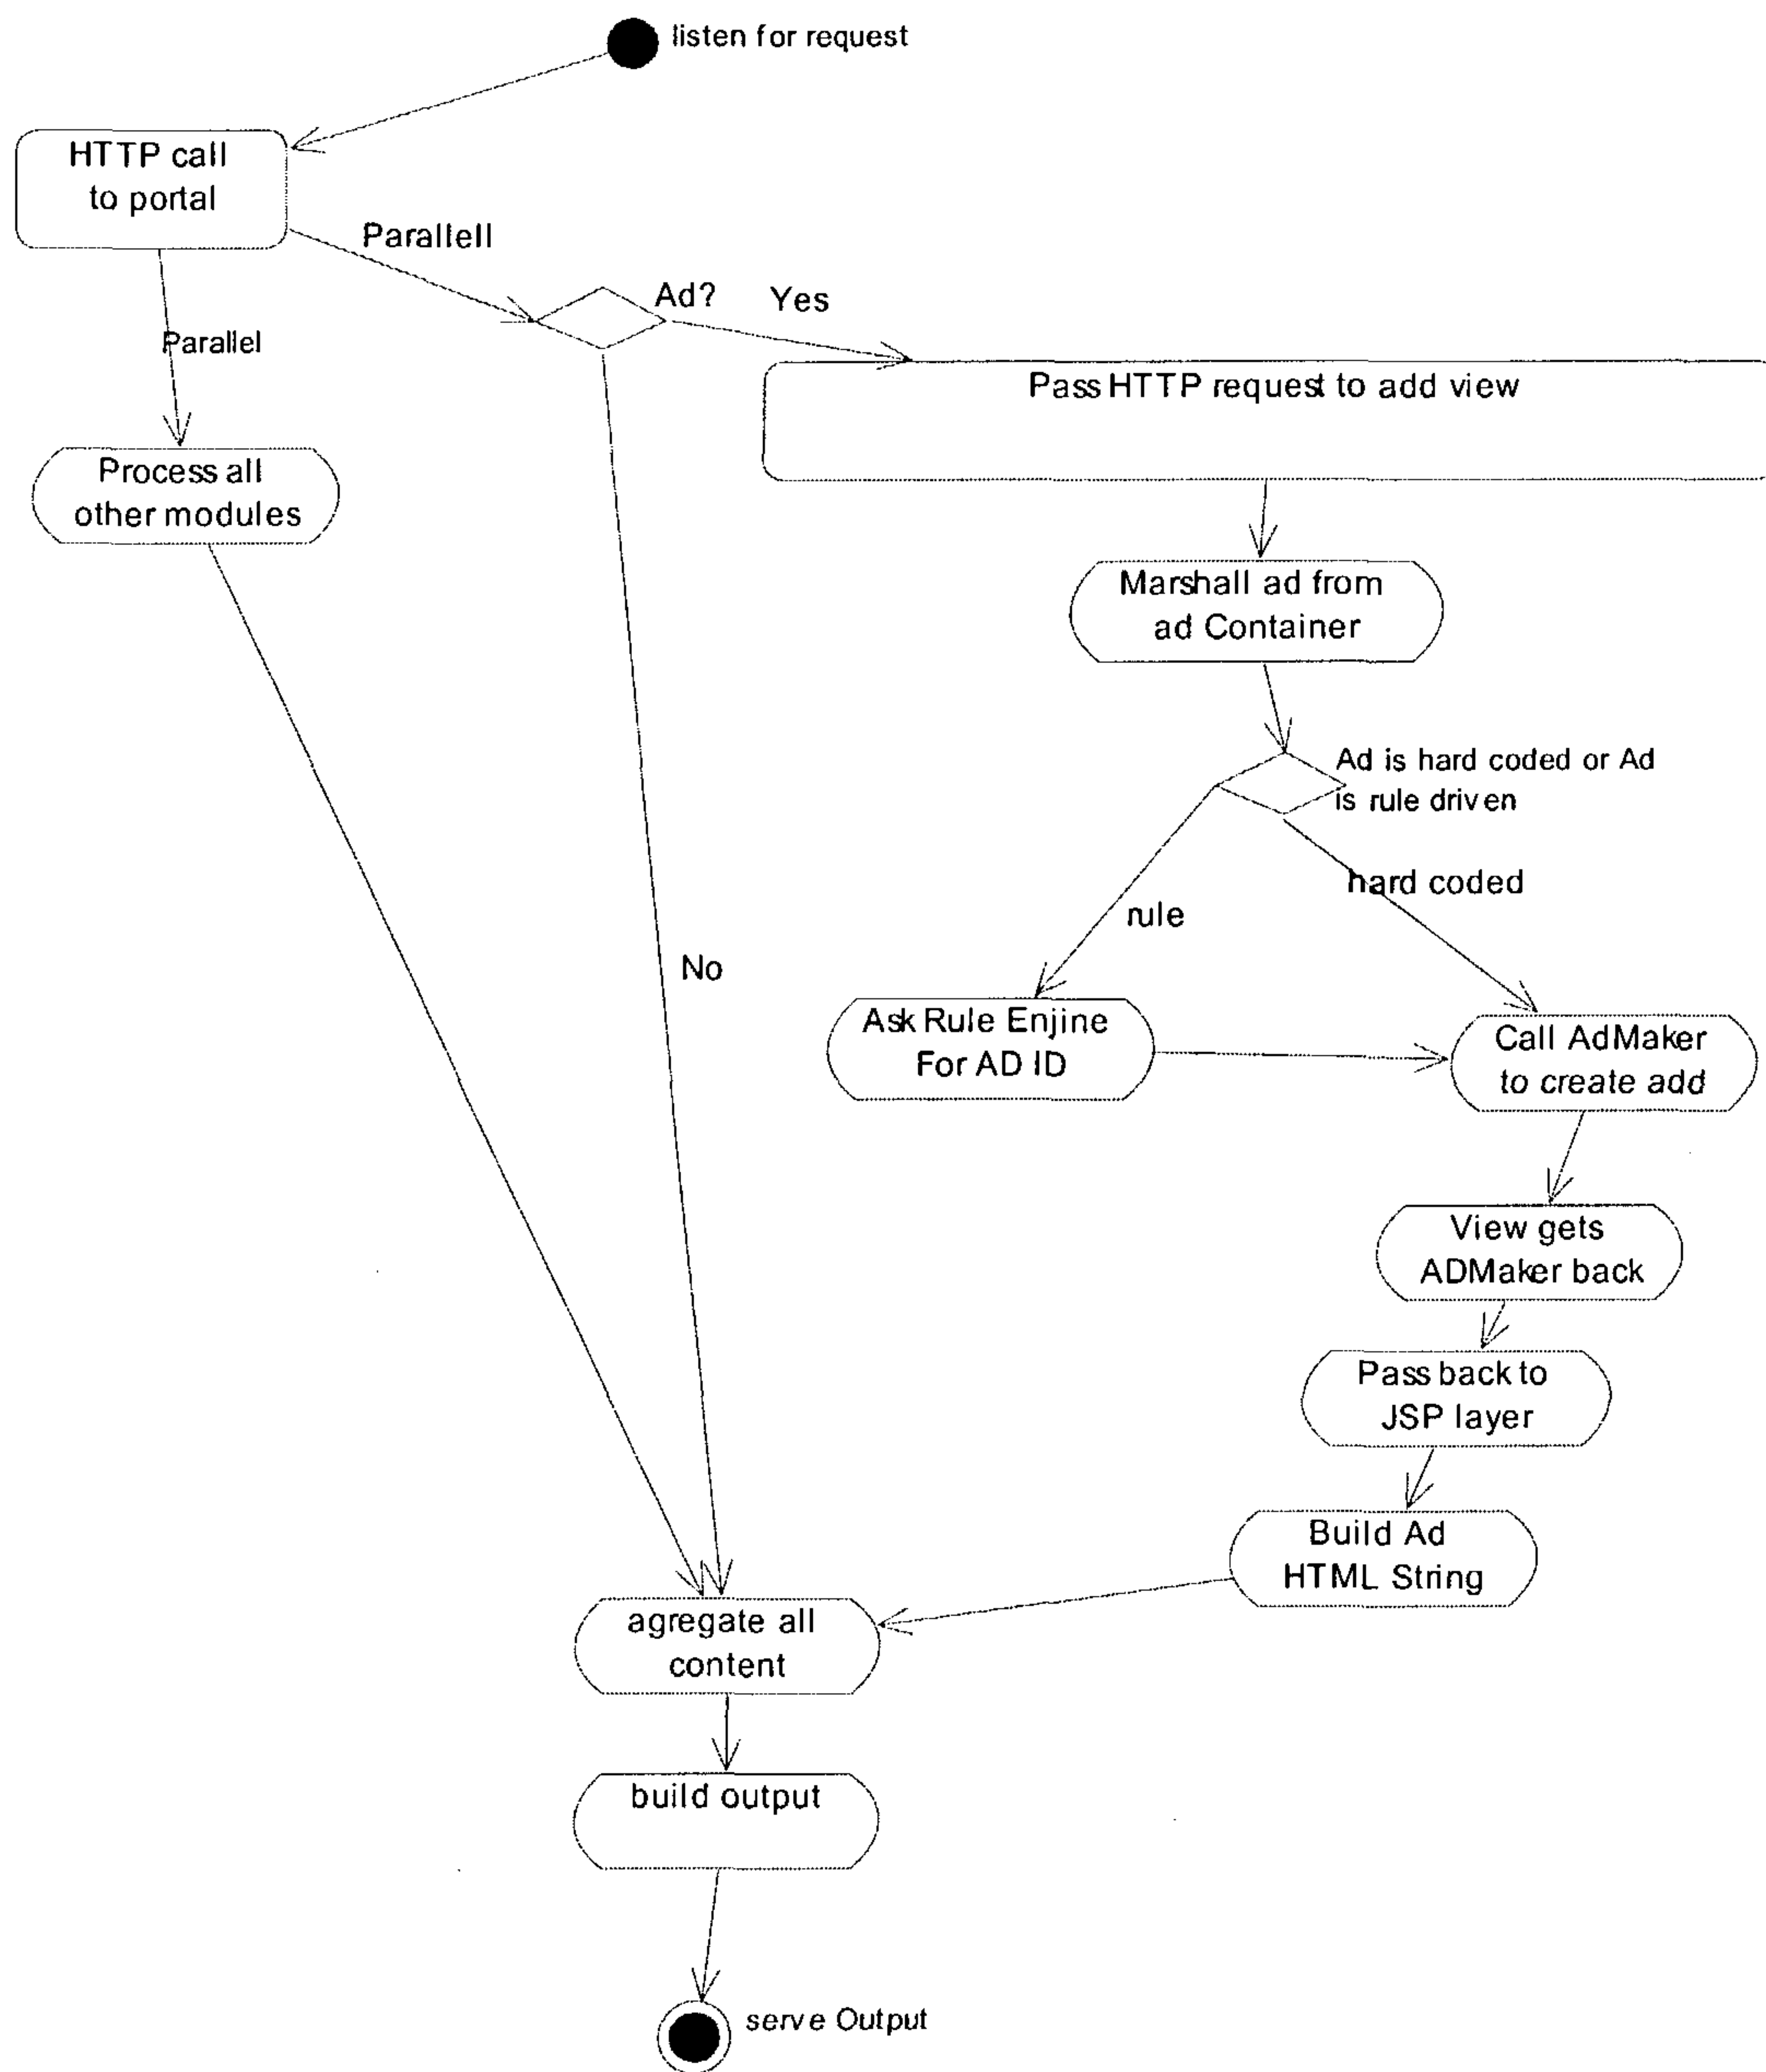 listen for request
HTTP call
to portal
Parallell
Ad?
Yes
Parallel
Pass HTTP request to add view
Process all
other modules
Marshall ad from
ad Container
Ad is hard coded or Ad
is rule driven
hard coded
rule
No
Ask Rule Enjine
For AD ID
Call AdMaker
to create add
View gets
ADMaker back
Pass back to
JSP layer
Build Ad
HTML String
agregate all
content
build output
serve Output